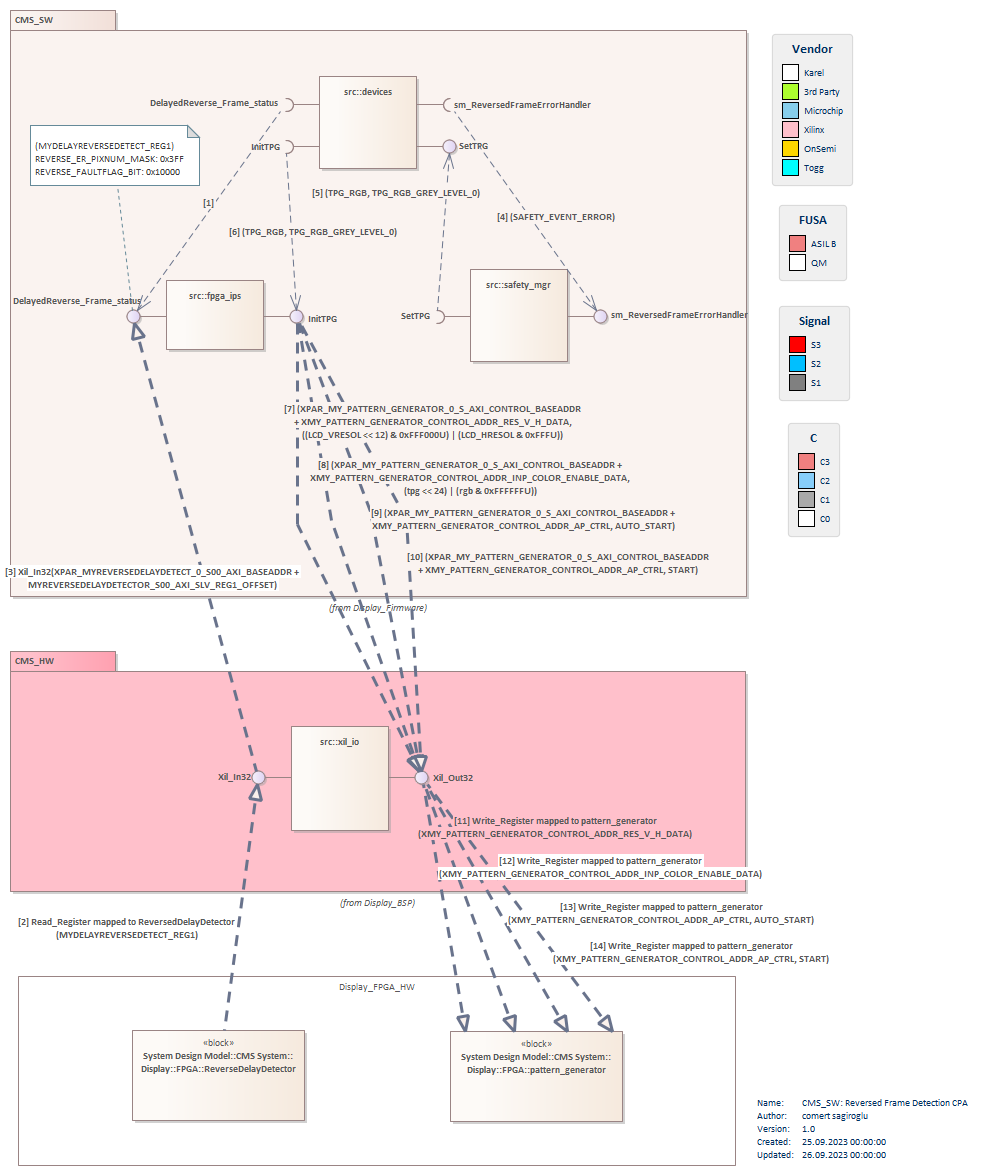 CMS_SW
src::devices
DelayedReverse_Frame_status
sm_ReversedFrameErrorHandler
InitTPG
SetTPG
(MYDELAYREVERSEDETECT_REG1)
REVERSE_ER_PIXNUM_MASK: 0x3FF
REVERSE_FAULTFLAG_BIT: 0x10000
[5] (TPG_RGB, TPG_RGB_GREY_LEVEL_0)
[1]
[4] (SAFETY_EVENT_ERROR)
[6] (TPG_RGB, TPG_RGB_GREY_LEVEL_0)
src::fpga_ips
src::safety_mgr
DelayedReverse_Frame_status
InitTPG
SetTPG
sm_ReversedFrameErrorHandler
[7] (XPAR_MY_PATTERN_GENERATOR_0_S_AXI_CONTROL_BASEADDR
+ XMY_PATTERN_GENERATOR_CONTROL_ADDR_RES_V_H_DATA,
((LCD_VRESOL << 12) & 0xFFF000U) | (LCD_HRESOL & 0xFFFU))
[8] (XPAR_MY_PATTERN_GENERATOR_0_S_AXI_CONTROL_BASEADDR +
XMY_PATTERN_GENERATOR_CONTROL_ADDR_INP_COLOR_ENABLE_DATA,
(tpg << 24) | (rgb & 0xFFFFFFU))
[9] (XPAR_MY_PATTERN_GENERATOR_0_S_AXI_CONTROL_BASEADDR +
XMY_PATTERN_GENERATOR_CONTROL_ADDR_AP_CTRL, AUTO_START)
[10] (XPAR_MY_PATTERN_GENERATOR_0_S_AXI_CONTROL_BASEADDR
+ XMY_PATTERN_GENERATOR_CONTROL_ADDR_AP_CTRL, START)
[3] Xil_In32(XPAR_MYREVERSEDELAYDETECT_0_S00_AXI_BASEADDR +
MYREVERSEDELAYDETECTOR_S00_AXI_SLV_REG1_OFFSET)
(from Display_Firmware)
CMS_HW
src::xil_io
Xil_In32
Xil_Out32
[11] Write_Register mapped to pattern_generator
(XMY_PATTERN_GENERATOR_CONTROL_ADDR_RES_V_H_DATA)
[12] Write_Register mapped to pattern_generator
(XMY_PATTERN_GENERATOR_CONTROL_ADDR_INP_COLOR_ENABLE_DATA)
(from Display_BSP)
[13] Write_Register mapped to pattern_generator
(XMY_PATTERN_GENERATOR_CONTROL_ADDR_AP_CTRL, AUTO_START)
[2] Read_Register mapped to ReversedDelayDetector
(MYDELAYREVERSEDETECT_REG1)
[14] Write_Register mapped to pattern_generator
(XMY_PATTERN_GENERATOR_CONTROL_ADDR_AP_CTRL, START)
Display_FPGA_HW
«block»
System Design Model::CMS System::
Display::FPGA::ReverseDelayDetector
«block»
System Design Model::CMS System::
Display::FPGA::pattern_generator
Vendor
Karel
3rd Party
Microchip
Xilinx
OnSemi
Togg
FUSA
ASIL B
QM
Signal
S3
S2
S1
C
C3
C2
C1
C0
Name: CMS_SW: Reversed Frame Detection CPA
Author: comert sagiroglu
Version: 1.0
Created: 25.09.2023 00:00:00
Updated: 26.09.2023 00:00:00